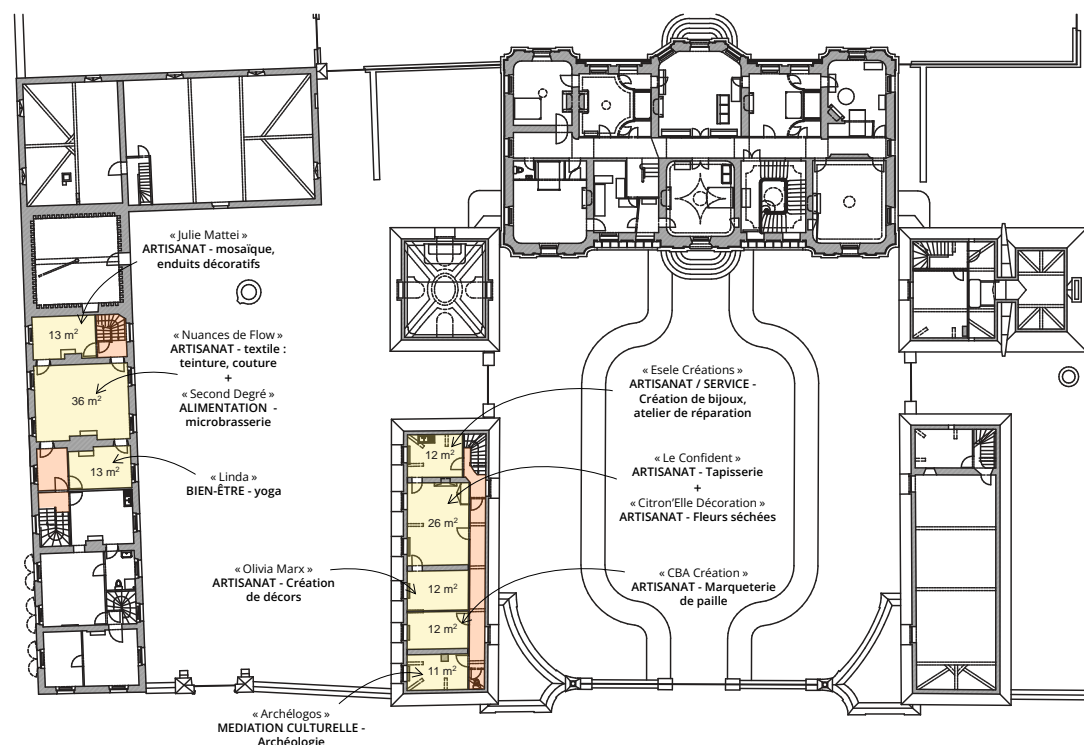 « Julie Mattei »
ARTISANAT - mosaïque,
enduits décoratifs
13 m²
« Nuances de Flow »
ARTISANAT - textile :
teinture, couture
+
« Second Degré »
ALIMENTATION -
microbrasserie
36 m²
13 m²
« Linda »
BIEN-ÊTRE - yoga
« Esele Créations »
ARTISANAT / SERVICE -
Création de bijoux,
atelier de réparation
12 m²
« Le Confident »
ARTISANAT - Tapisserie
+
« Citron'Elle Décoration »
ARTISANAT - Fleurs séchées
26 m²
« Olivia Marx »
ARTISANAT - Création
de décors
12 m²
« CBA Création »
ARTISANAT - Marqueterie
de paille
12 m²
11 m²
« Archélogos »
MEDIATION CULTURELLE -
Archéologie